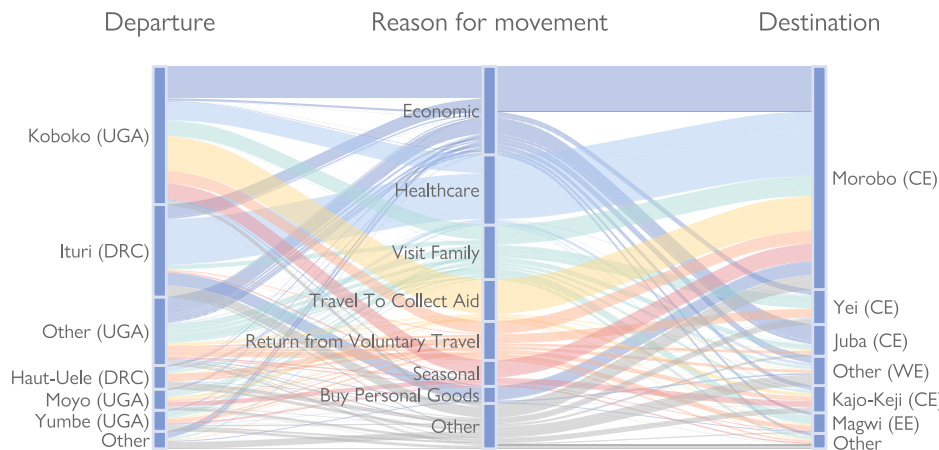 Departure
Reason for movement
Destination
Koboko (UGA)
Ituri (DRC)
Other (UGA)
Haut-Uele (DRC)
Moyo (UGA)
Yumbe (UGA)
Other
Economic
Healthcare
Visit Family
Travel To Collect Aid
Return from Voluntary Travel
Seasonal
Buy Personal Goods
Other
Morobo (CE)
Yei (CE)
Juba (CE)
Other (WE)
Kajo-Keji (CE)
Magwi (EE)
Other